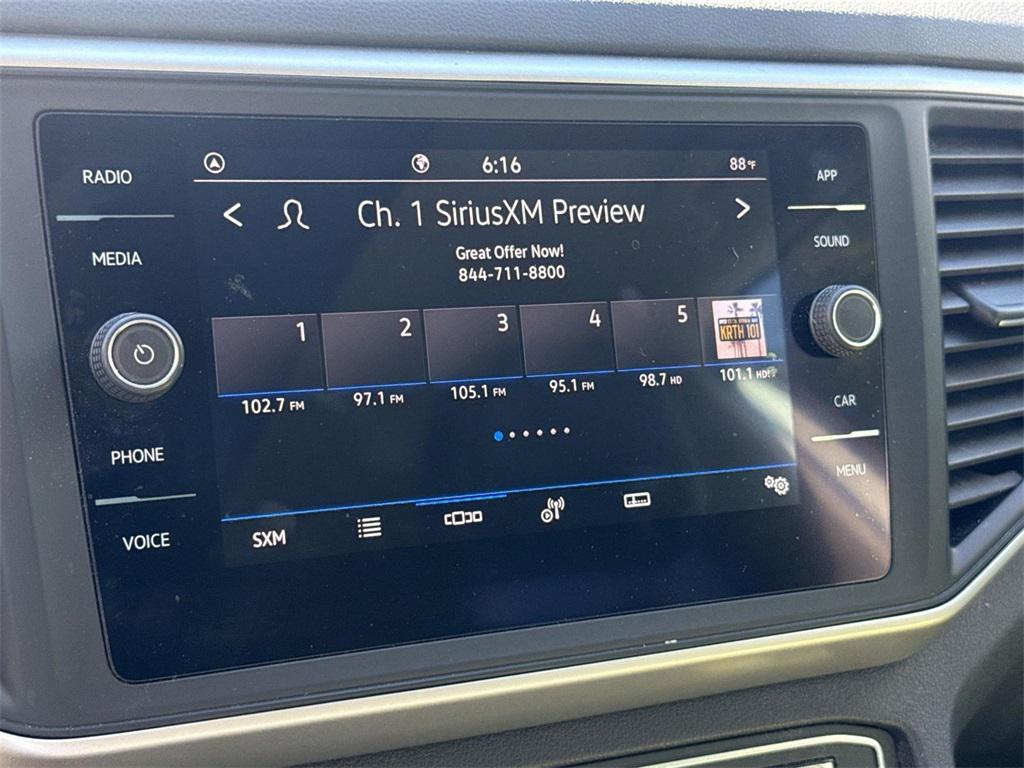 RADIO
MEDIA
PHONE
VOICE
6:16
88°F
Ch. 1 SiriusXM Preview
Great Offer Now!
844-711-8800
1 2 3 4 5
KRTH 101
102.7 FM 97.1 FM 105.1 FM 95.1 FM 98.7 HD 101.1 HD1
SXM
APP
SOUND
CAR
MENU